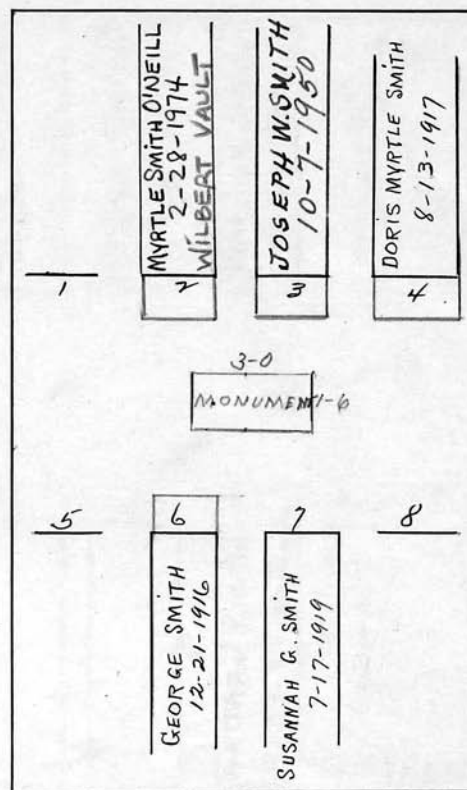 MYRTLE SMITH O'NEILL
2-28-1974
WILBERT VAULT
JOSEPH W. SMITH
10-7-1950
DORIS MYRTLE SMITH
8-13-1917
1
2
3
4
3-0
MONUMENT 1-6
5
6
7
8
GEORGE SMITH
12-21-1916
SUSANNAH G. SMITH
7-17-1919